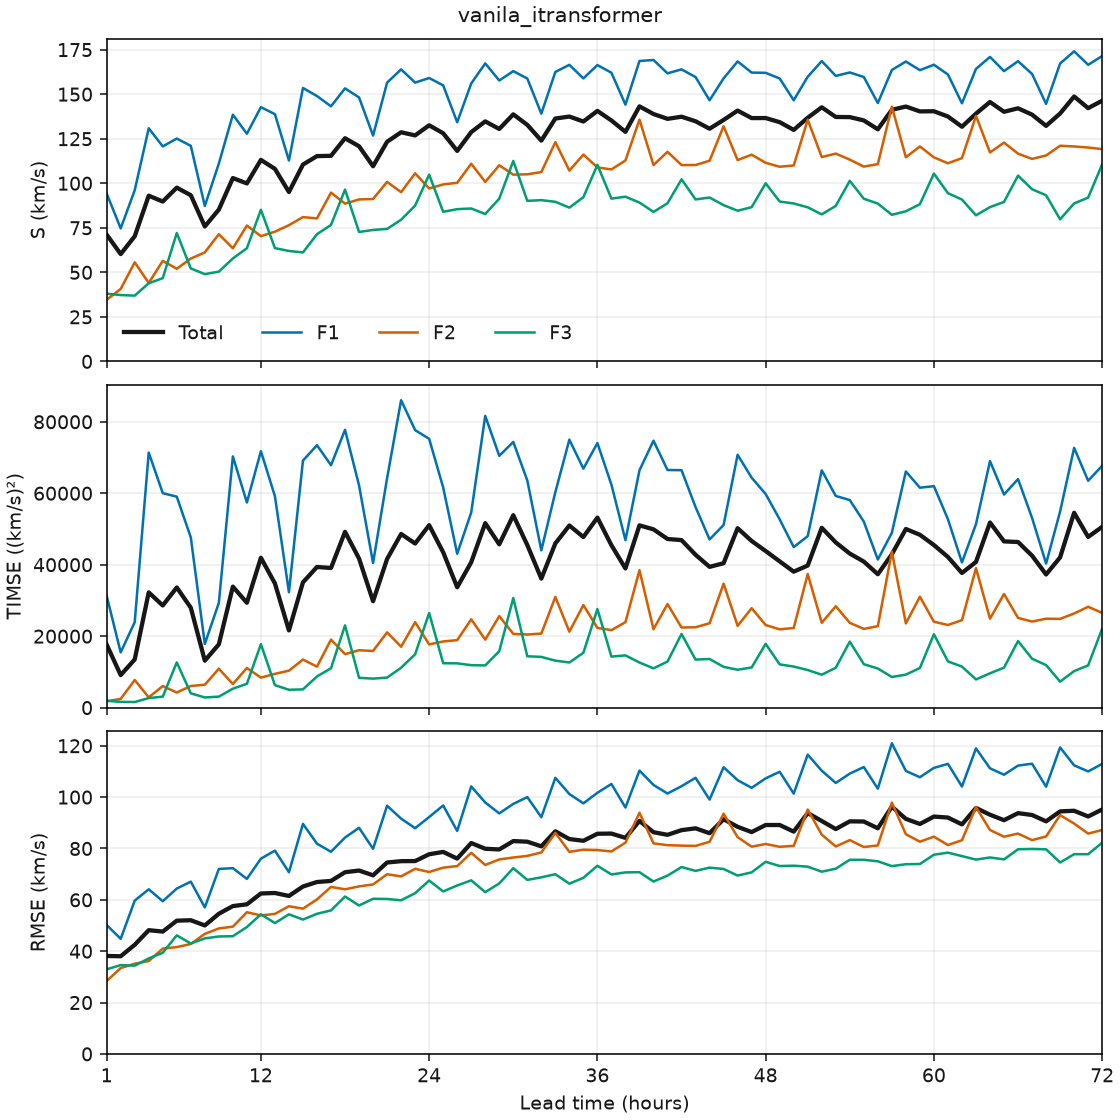 vanila_itransformer
175
150
125
100
75
50
25
0
S (km/s)
Total F1 F2 F3
80000
60000
40000
20000
0
TIMSE ((km/s)²)
120
100
80
60
40
20
0
RMSE (km/s)
1 12 24 36 48 60 72
Lead time (hours)